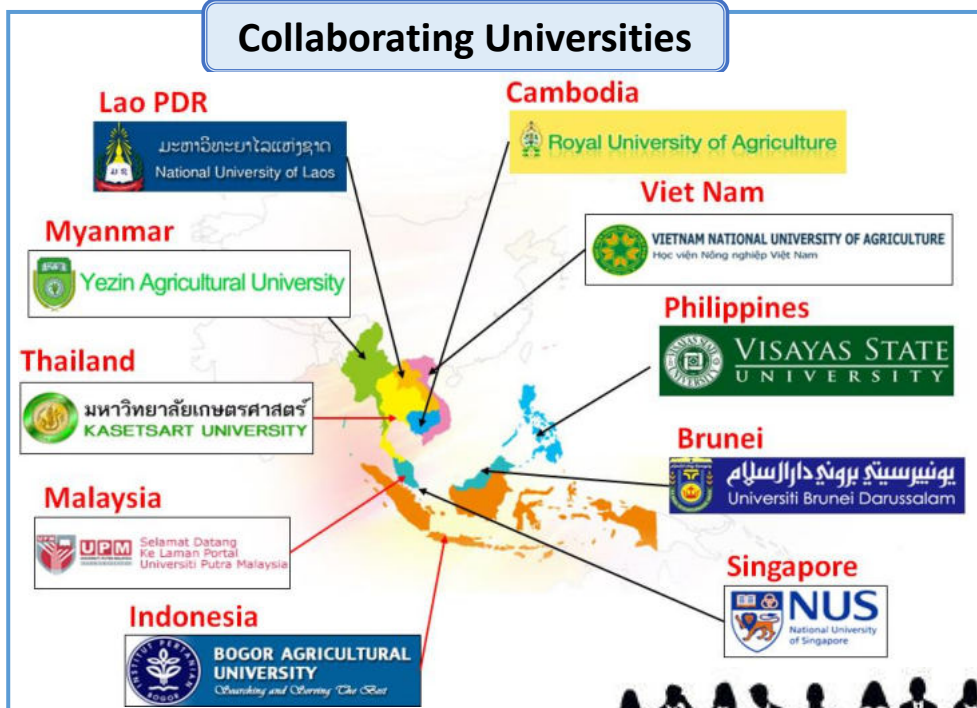 Collaborating Universities
Lao PDR
ມະຫາວິທະຍາໄລແຫ່ງຊາດ
National University of Laos
Cambodia
Royal University of Agriculture
Viet Nam
VIETNAM NATIONAL UNIVERSITY OF AGRICULTURE
Học viện Nông nghiệp Việt Nam
Myanmar
Yezin Agricultural University
Philippines
VISAYAS STATE
UNIVERSITY
Thailand
มหาวิทยาลัยเกษตรศาสตร์
KASETSART UNIVERSITY
Brunei
يونيبرسيتي بروني دارالسلام
Universiti Brunei Darussalam
Malaysia
UPM
Selamat Datang
Ke Laman Portal
Universiti Putra Malaysia
Singapore
NUS
National University
of Singapore
Indonesia
INSTITUT PERTANIAN
BOGOR
BOGOR AGRICULTURAL
UNIVERSITY
Searching and Serving The Best